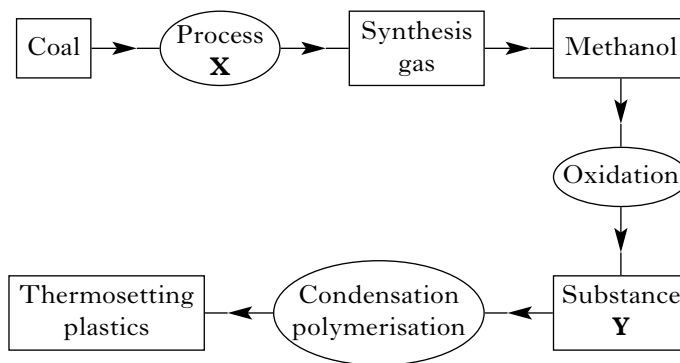 Coal
Process
X
Synthesis
gas
Methanol
Oxidation
Substance
Y
Condensation
polymerisation
Thermosetting
plastics